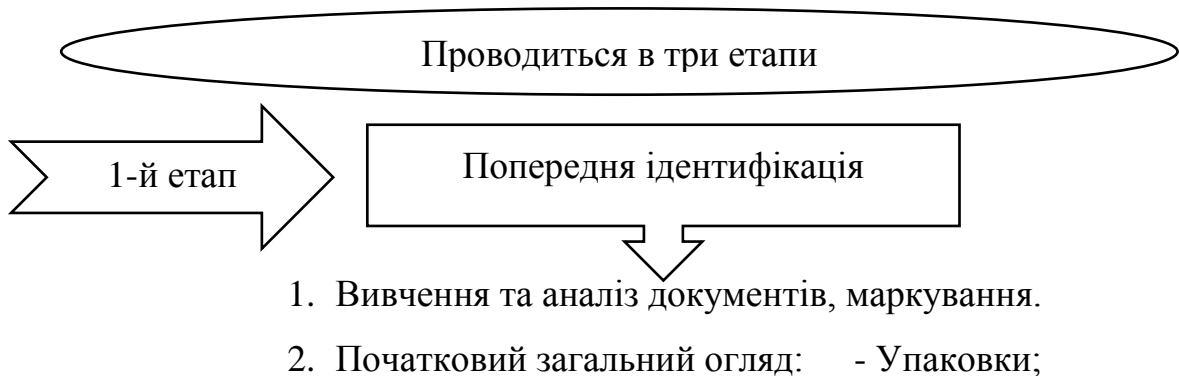 Проводиться в три етапи
1-й етап
Попередня ідентифікація
1. Вивчення та аналіз документів, маркування.
2. Початковий загальний огляд: - Упаковки;